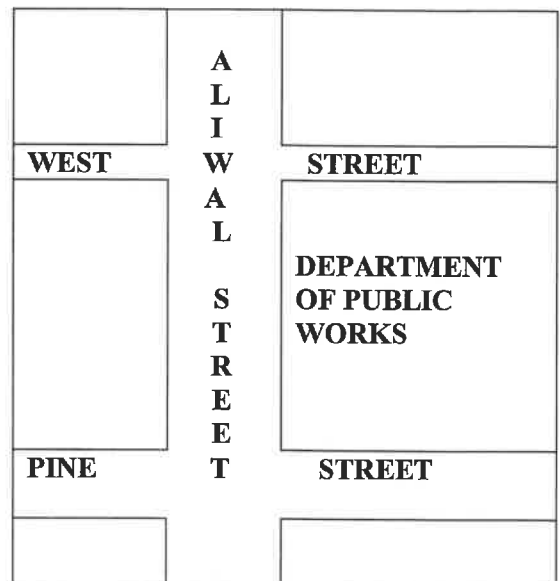 ALIWAL STREET
WEST STREET
DEPARTMENT
OF PUBLIC
WORKS
PINE STREET